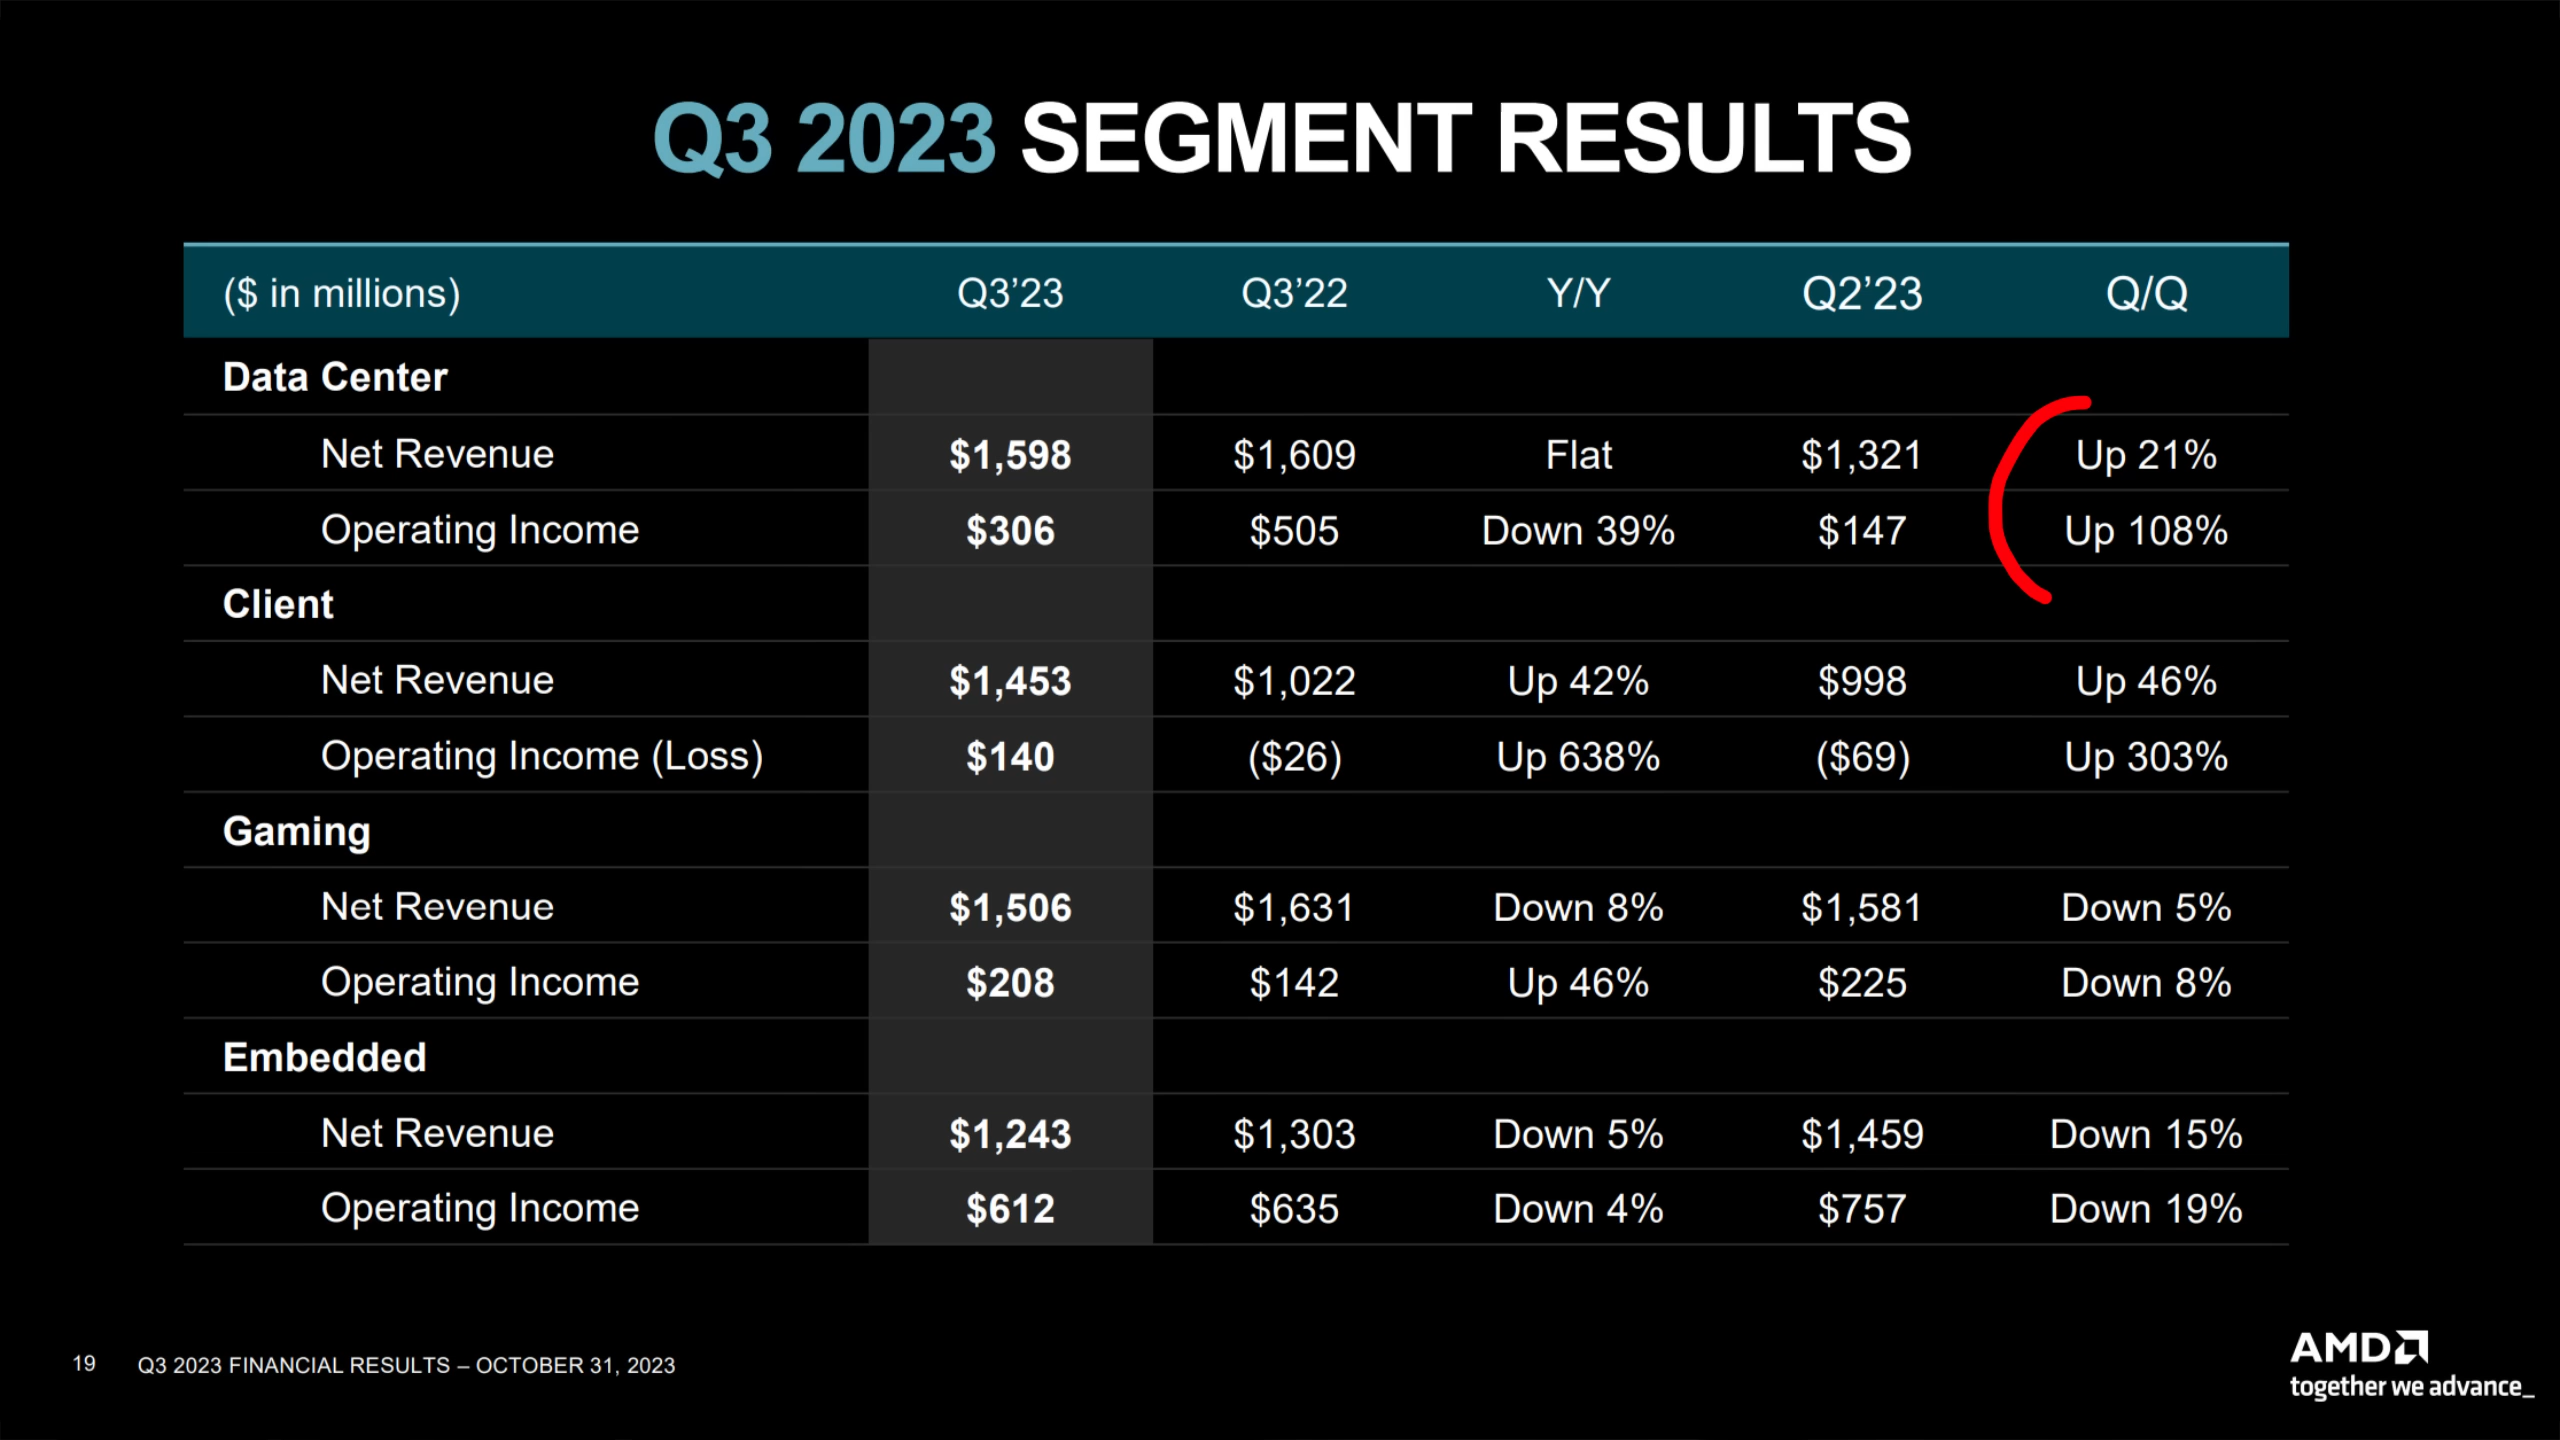 Q3 2023 SEGMENT RESULTS
($ in millions) Q3’23 Q3’22 Y/Y Q2’23 Q/Q
Data Center
Net Revenue $1,598 $1,609 Flat $1,321 Up 21%
Operating Income $306 $505 Down 39% $147 Up 108%
Client
Net Revenue $1,453 $1,022 Up 42% $998 Up 46%
Operating Income (Loss) $140 ($26) Up 638% ($69) Up 303%
Gaming
Net Revenue $1,506 $1,631 Down 8% $1,581 Down 5%
Operating Income $208 $142 Up 46% $225 Down 8%
Embedded
Net Revenue $1,243 $1,303 Down 5% $1,459 Down 15%
Operating Income $612 $635 Down 4% $757 Down 19%
19 Q3 2023 FINANCIAL RESULTS – OCTOBER 31, 2023
AMD
together we advance_